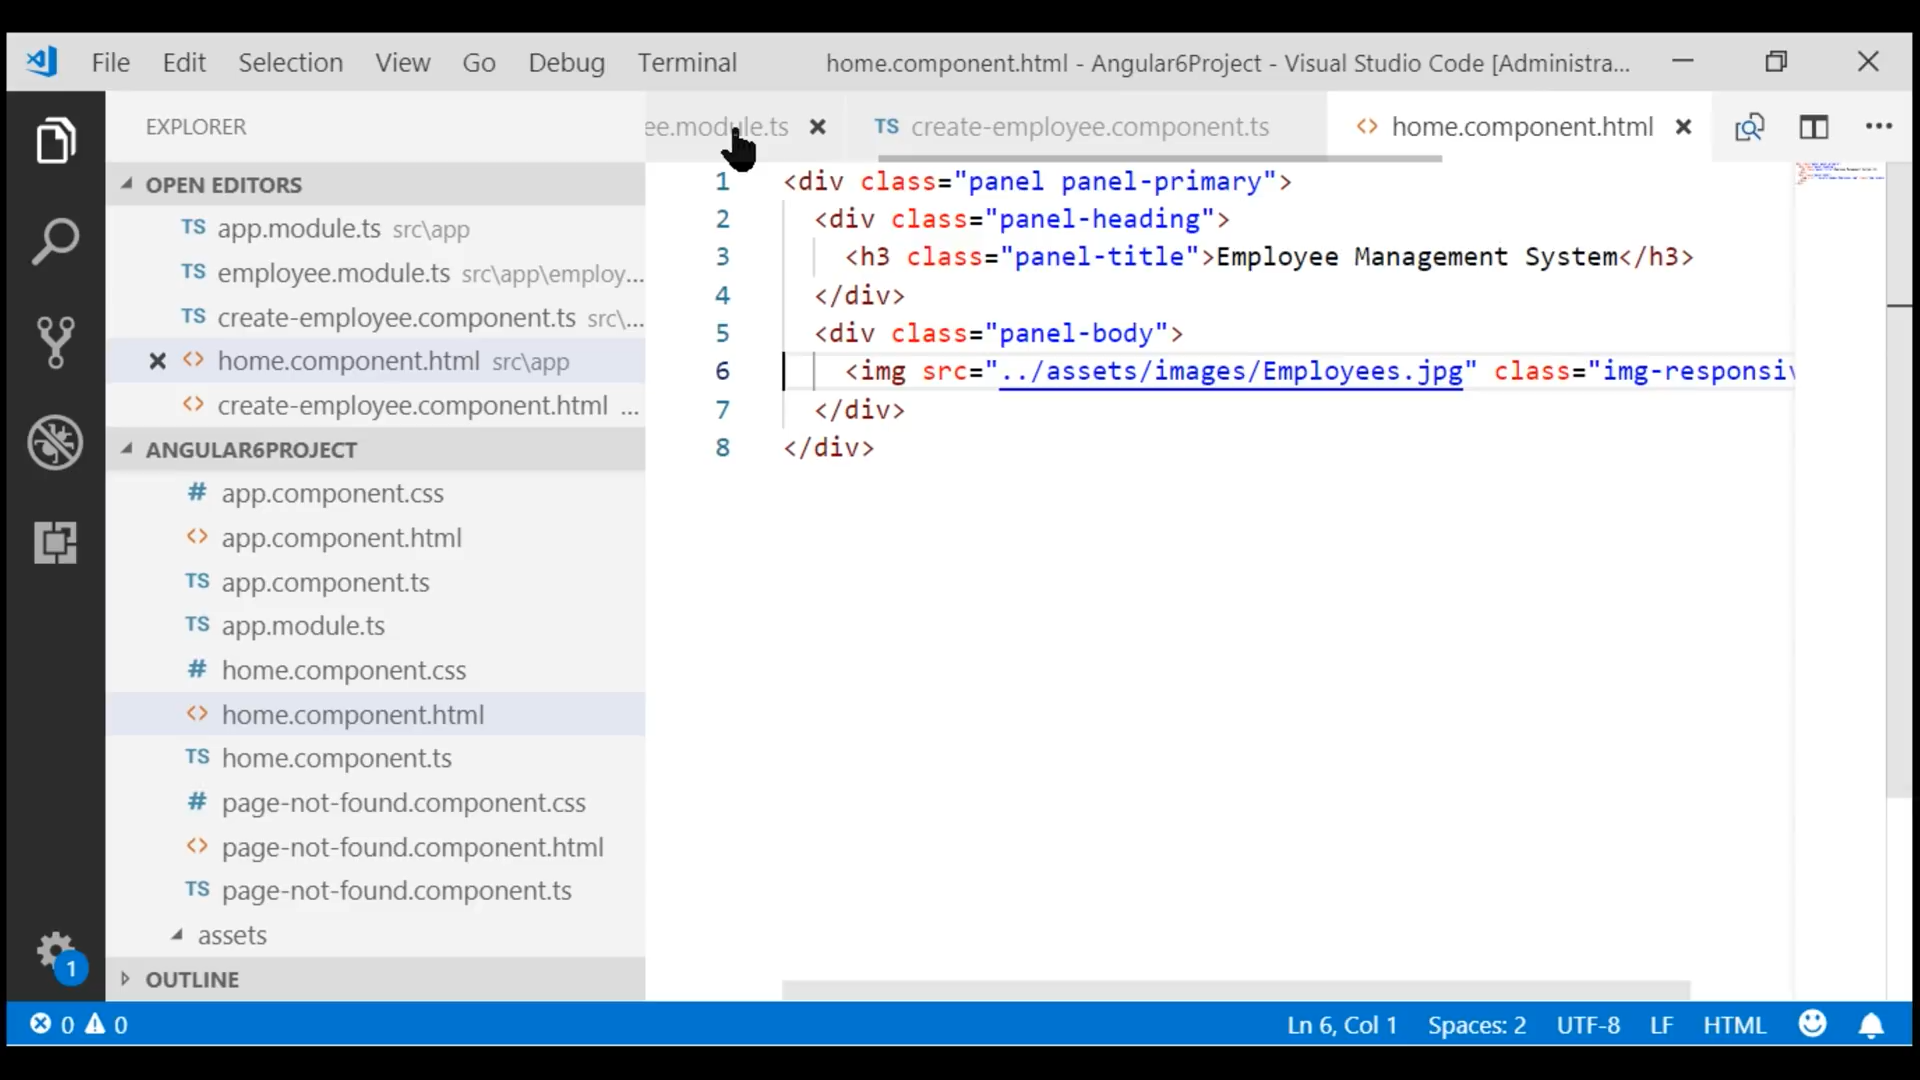 File Edit Selection View Go Debug Terminal home.component.html - Angular6Project - Visual Studio Code [Administra...
EXPLORER
ee.module.ts TS create-employee.component.ts <> home.component.html
OPEN EDITORS
TS app.module.ts src\app
TS employee.module.ts src\app\employ...
TS create-employee.component.ts src\...
<> home.component.html src\app
<> create-employee.component.html ...
ANGULAR6PROJECT
# app.component.css
<> app.component.html
TS app.component.ts
TS app.module.ts
# home.component.css
<> home.component.html
TS home.component.ts
# page-not-found.component.css
<> page-not-found.component.html
TS page-not-found.component.ts
assets
OUTLINE
1 <div class="panel panel-primary">
2 <div class="panel-heading">
3 <h3 class="panel-title">Employee Management System</h3>
4 </div>
5 <div class="panel-body">
6 <img src="../assets/images/Employees.jpg" class="img-responsiv
7 </div>
8 </div>
1
0 0 Ln 6, Col 1 Spaces: 2 UTF-8 LF HTML